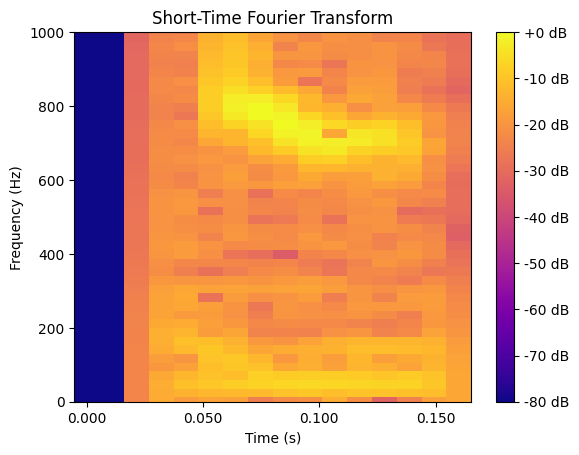 Short-Time Fourier Transform
1000
800
600
400
200
0
Frequency (Hz)
0.000
0.050
0.100
0.150
Time (s)
+0 dB
-10 dB
-20 dB
-30 dB
-40 dB
-50 dB
-60 dB
-70 dB
-80 dB